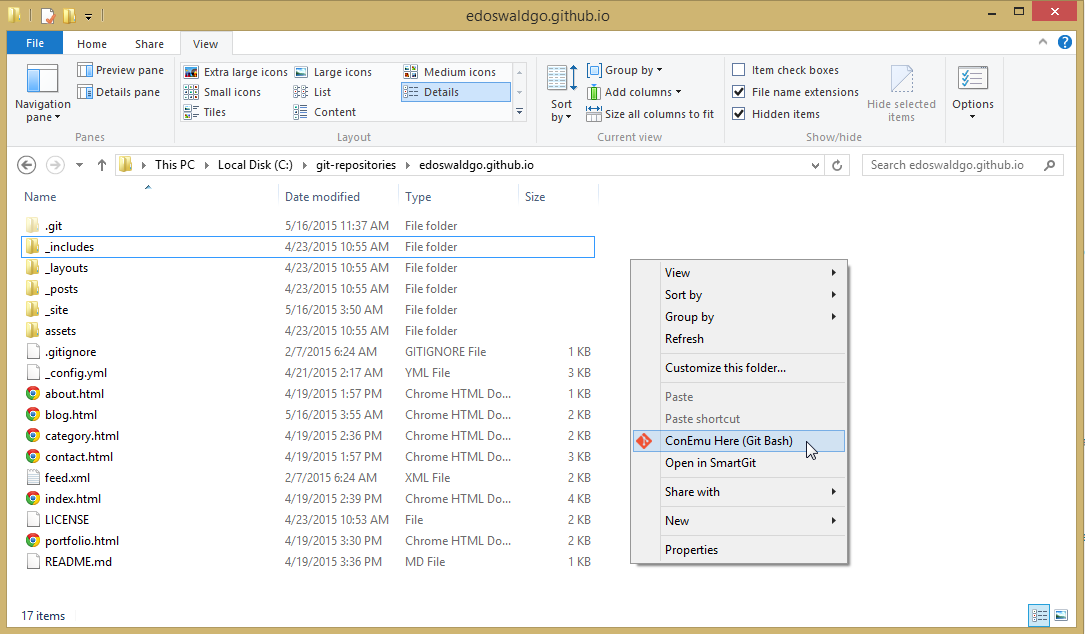 edoswaldgo.github.io
File Home Share View
Preview pane
Details pane
Navigation pane
Panes
Extra large icons Large icons Medium icons
Small icons List Details
Tiles Content
Layout
Sort by
Group by
Add columns
Size all columns to fit
Current view
Item check boxes
File name extensions
Hidden items
Hide selected items
Show/hide
Options
This PC Local Disk (C:) git-repositories edoswaldgo.github.io
Search edoswaldgo.github.io
Name Date modified Type Size
.git 5/16/2015 11:37 AM File folder
_includes 4/23/2015 10:55 AM File folder
_layouts 4/23/2015 10:55 AM File folder
_posts 4/23/2015 10:55 AM File folder
_site 5/16/2015 3:50 AM File folder
assets 4/23/2015 10:55 AM File folder
.gitignore 2/7/2015 6:24 AM GITIGNORE File 1 KB
_config.yml 4/21/2015 2:17 AM YML File 3 KB
about.html 4/19/2015 1:57 PM Chrome HTML Do... 1 KB
blog.html 5/16/2015 3:55 AM Chrome HTML Do... 2 KB
category.html 4/19/2015 2:36 PM Chrome HTML Do... 2 KB
contact.html 4/19/2015 1:57 PM Chrome HTML Do... 3 KB
feed.xml 2/7/2015 6:24 AM XML File 2 KB
index.html 4/19/2015 2:39 PM Chrome HTML Do... 4 KB
LICENSE 4/23/2015 10:53 AM File 2 KB
portfolio.html 4/19/2015 3:30 PM Chrome HTML Do... 2 KB
README.md 4/19/2015 3:36 PM MD File 1 KB
View
Sort by
Group by
Refresh
Customize this folder...
Paste
Paste shortcut
ConEmu Here (Git Bash)
Open in SmartGit
Share with
New
Properties
17 items